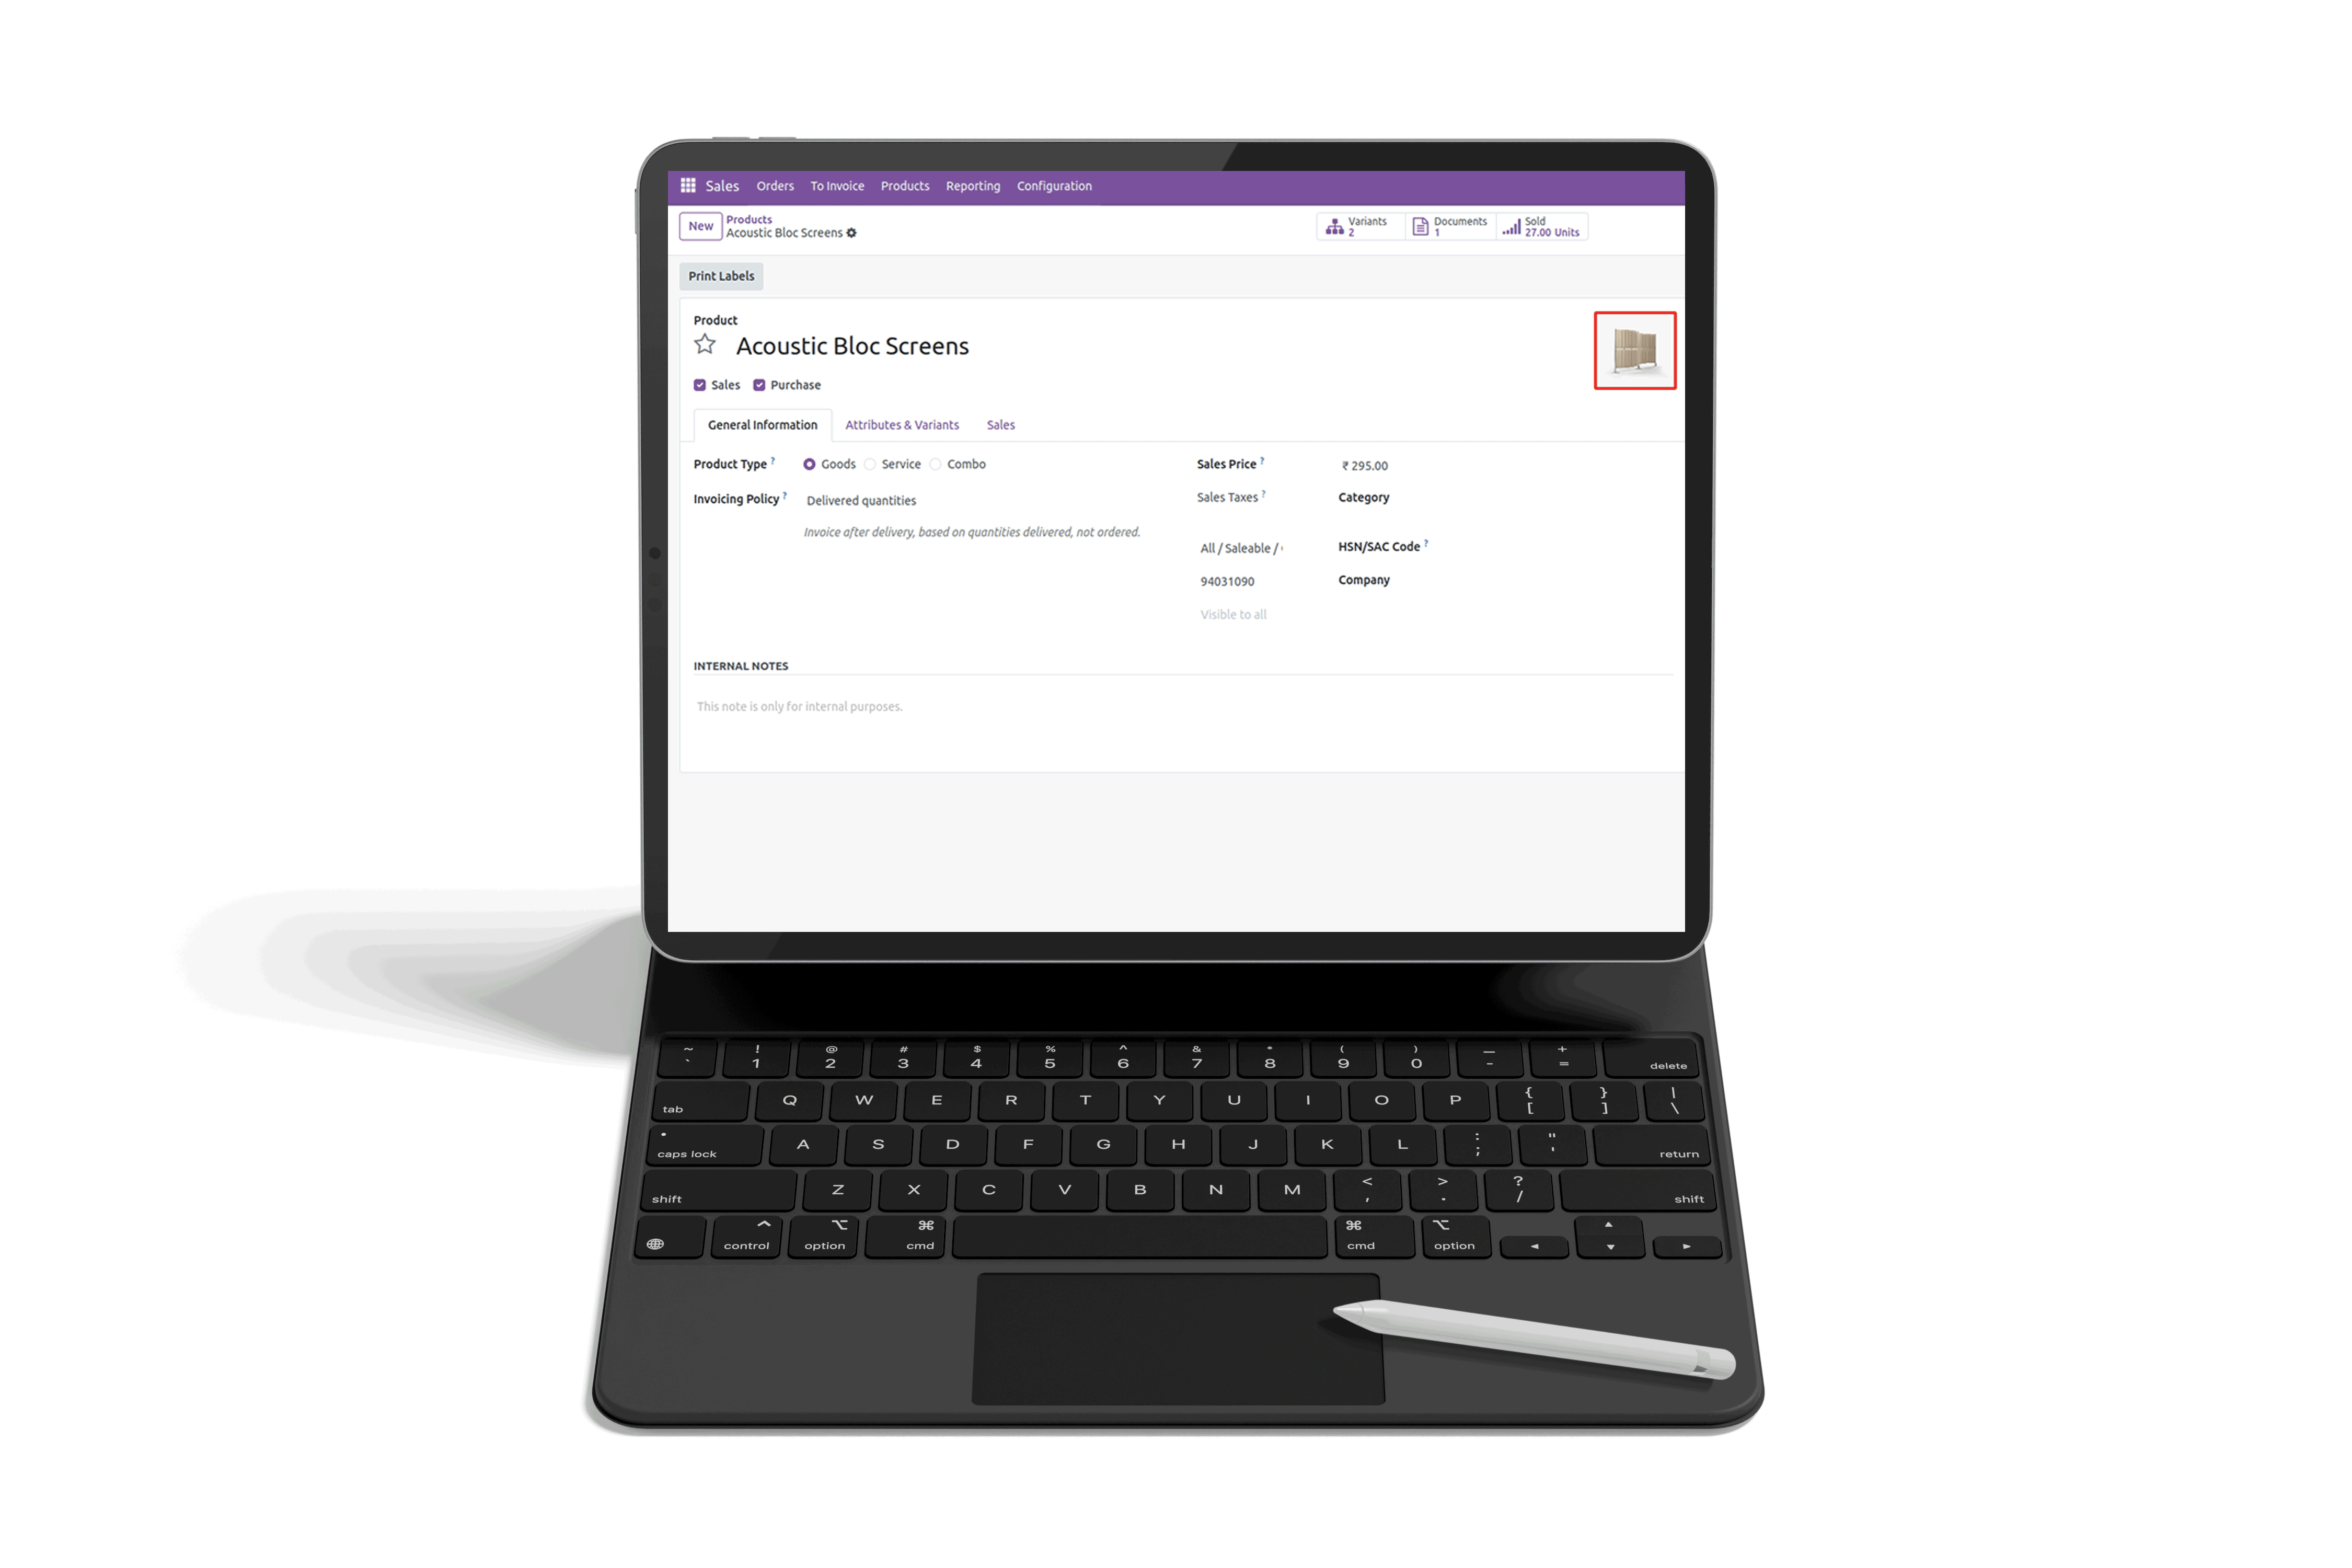 Sales Orders To Invoice Products Reporting Configuration
New Products
Acoustic Bloc Screens
Variants
2
Documents
1
Sold
27.00 Units
Print Labels
Product
Acoustic Bloc Screens
Sales Purchase
General Information Attributes & Variants Sales
Product Type ? Goods Service Combo
Sales Price ? ₹ 295.00
Invoicing Policy ? Delivered quantities
Sales Taxes ? Category
Invoice after delivery, based on quantities delivered, not ordered.
All / Saleable / HSN/SAC Code ?
94031090 Company
Visible to all
INTERNAL NOTES
This note is only for internal purposes.
~ ! @ # $ % ^ & * ( ) _ +
` 1 2 3 4 5 6 7 8 9 0 - = delete
tab Q W E R T Y U I O P { [ } ] | \
caps lock A S D F G H J K L : ; " ' return
shift Z X C V B N M < , > . ? / shift
control option cmd cmd option